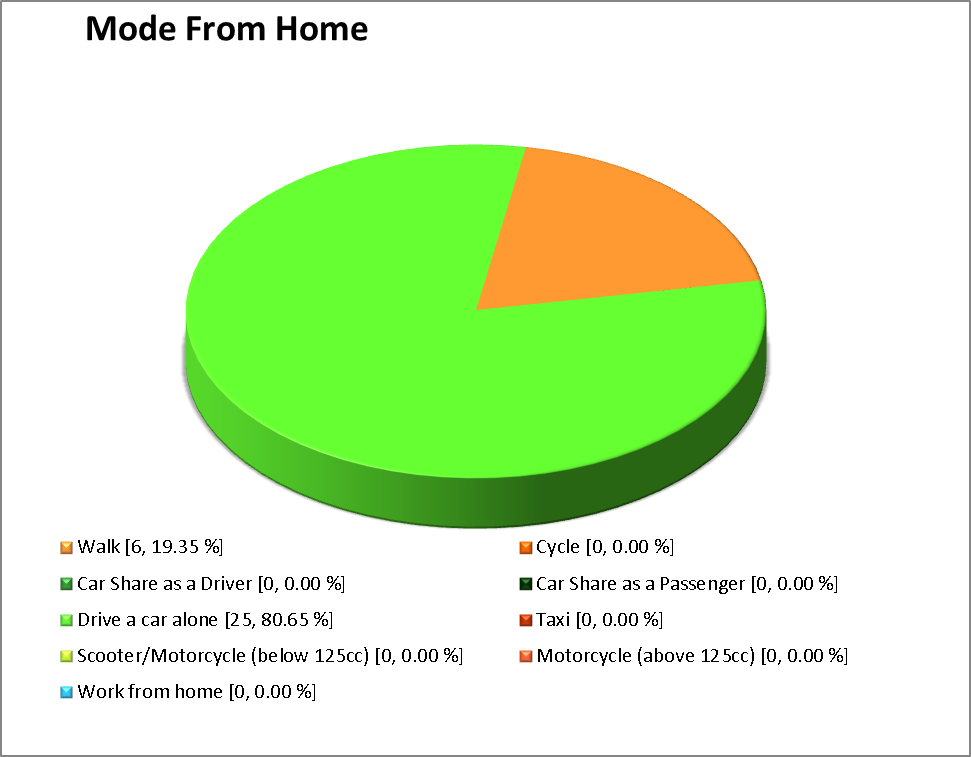 Mode From Home
Walk [6, 19.35 %]
Cycle [0, 0.00 %]
Car Share as a Driver [0, 0.00 %]
Car Share as a Passenger [0, 0.00 %]
Drive a car alone [25, 80.65 %]
Taxi [0, 0.00 %]
Scooter/Motorcycle (below 125cc) [0, 0.00 %]
Motorcycle (above 125cc) [0, 0.00 %]
Work from home [0, 0.00 %]